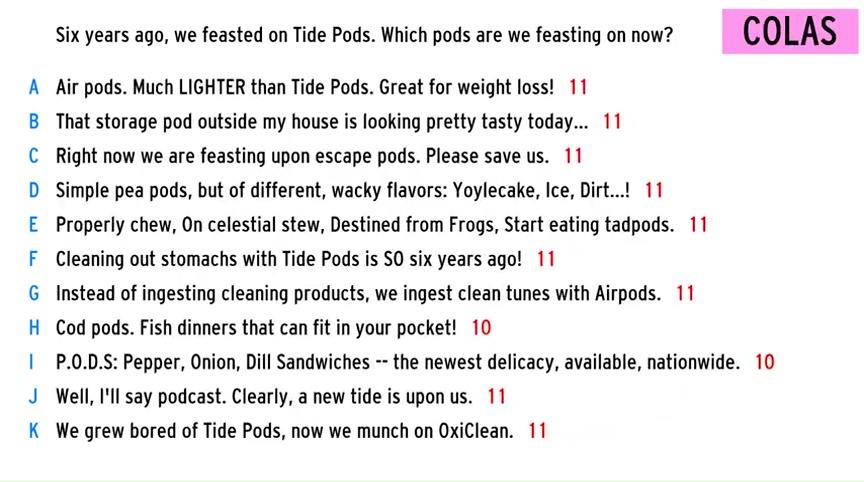 Six years ago, we feasted on Tide Pods. Which pods are we feasting on now?
COLAS
A Air pods. Much LIGHTER than Tide Pods. Great for weight loss! 11
B That storage pod outside my house is looking pretty tasty today... 11
C Right now we are feasting upon escape pods. Please save us. 11
D Simple pea pods, but of different, wacky flavors: Yoylecake, Ice, Dirt...! 11
E Properly chew, On celestial stew, Destined from Frogs, Start eating tadpods. 11
F Cleaning out stomachs with Tide Pods is SO six years ago! 11
G Instead of ingesting cleaning products, we ingest clean tunes with Airpods. 11
H Cod pods. Fish dinners that can fit in your pocket! 10
I P.O.D.S: Pepper, Onion, Dill Sandwiches -- the newest delicacy, available, nationwide. 10
J Well, I'll say podcast. Clearly, a new tide is upon us. 11
K We grew bored of Tide Pods, now we munch on OxiClean. 11